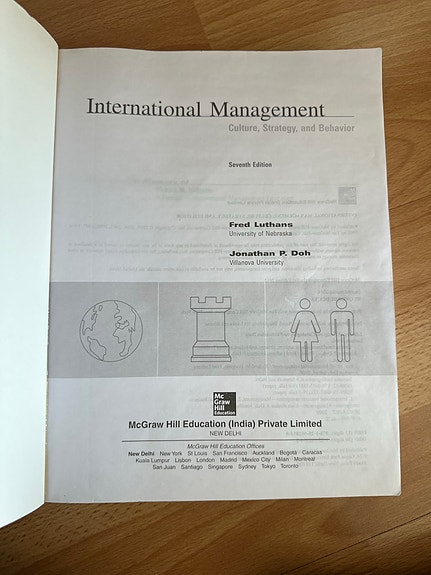 International Management
Culture, Strategy, and Behavior
Seventh Edition
Fred Luthans
University of Nebraska
Jonathan P. Doh
Villanova University
Mc
Graw
Hill
Education
McGraw Hill Education (India) Private Limited
NEW DELHI
McGraw Hill Education Offices
New Delhi New York St Louis San Francisco Auckland Bogotá Caracas
Kuala Lumpur Lisbon London Madrid Mexico City Milan Montreal
San Juan Santiago Singapore Sydney Tokyo Toronto